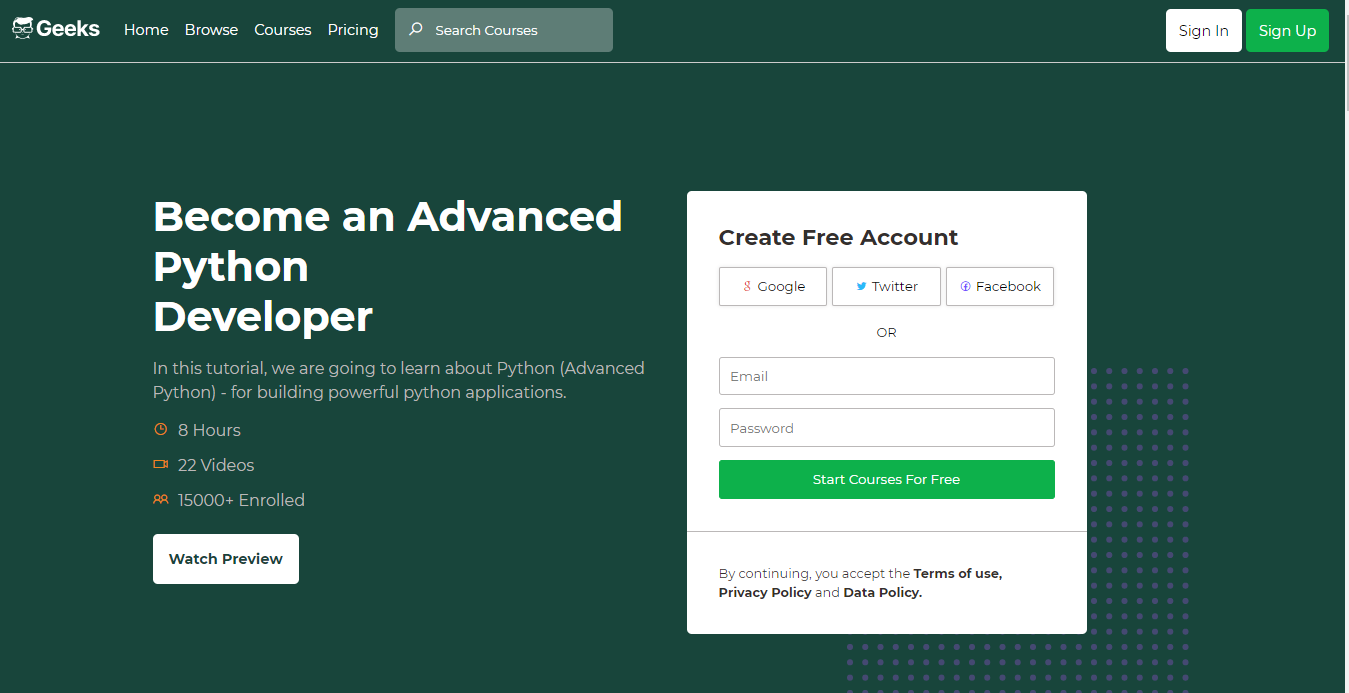 Geeks Home Browse Courses Pricing Search Courses Sign In Sign Up
Become an Advanced
Python
Developer
In this tutorial, we are going to learn about Python (Advanced
Python) - for building powerful python applications.
8 Hours
22 Videos
15000+ Enrolled
Watch Preview
Create Free Account
Google Twitter Facebook
OR
Email
Password
Start Courses For Free
By continuing, you accept the Terms of use,
Privacy Policy and Data Policy.